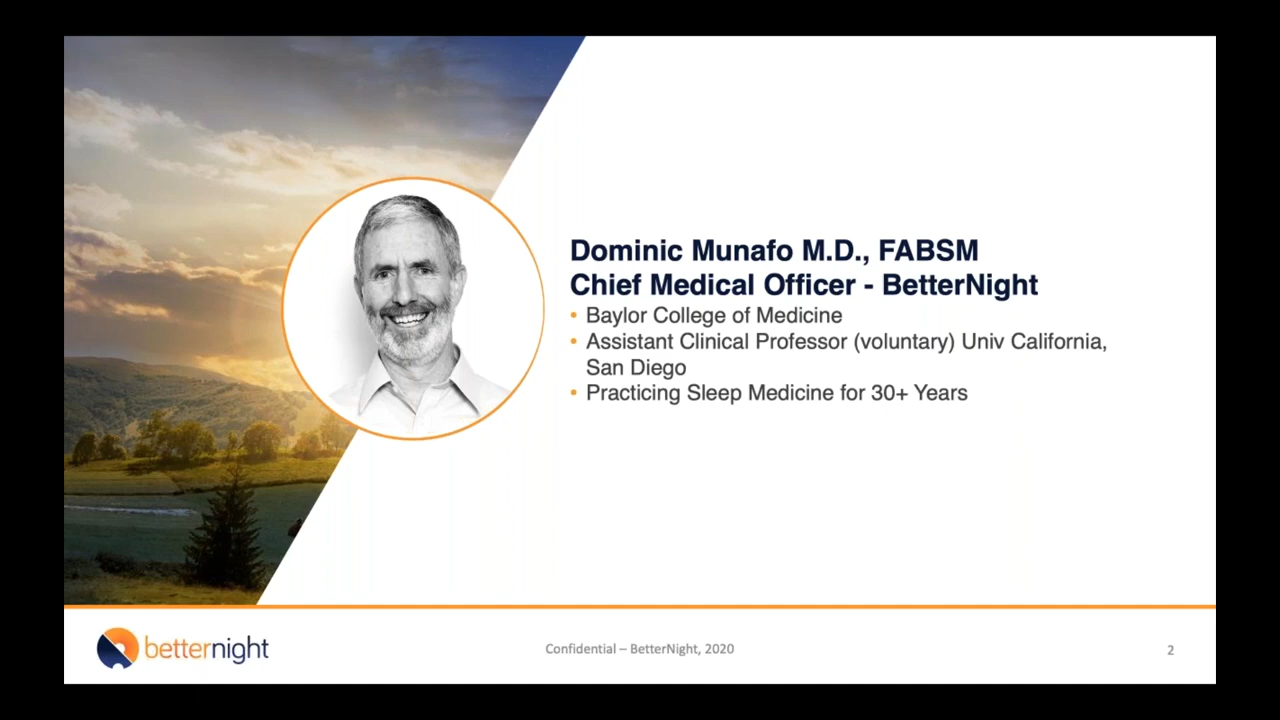 Dominic Munafo M.D., FABSM
Chief Medical Officer - BetterNight
• Baylor College of Medicine
• Assistant Clinical Professor (voluntary) Univ California,
San Diego
• Practicing Sleep Medicine for 30+ Years
betternight
Confidential – BetterNight, 2020
2